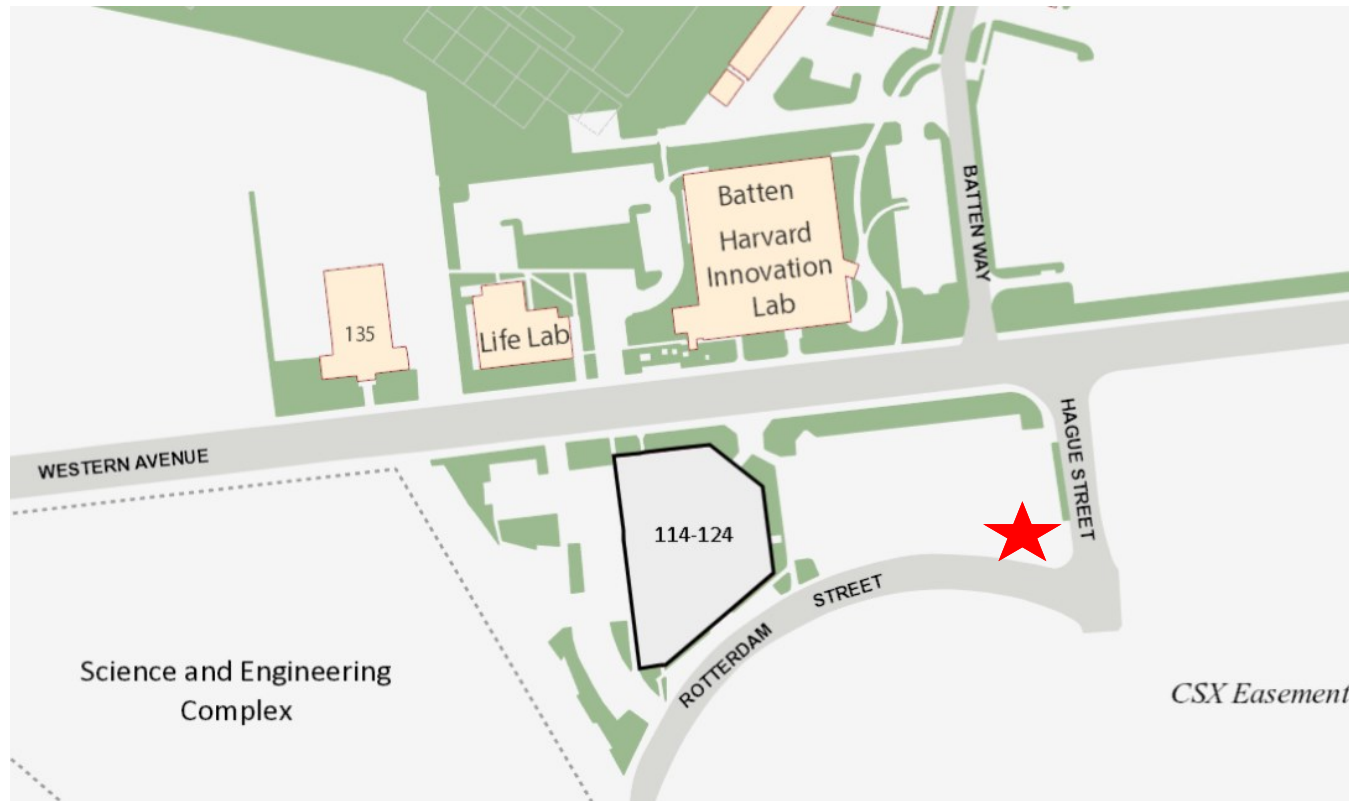 Batten
Harvard
Innovation
Lab
BATTEN WAY
135
Life Lab
HAGUE STREET
WESTERN AVENUE
114-124
ROTTERDAM STREET
Science and Engineering
Complex
CSX Easement